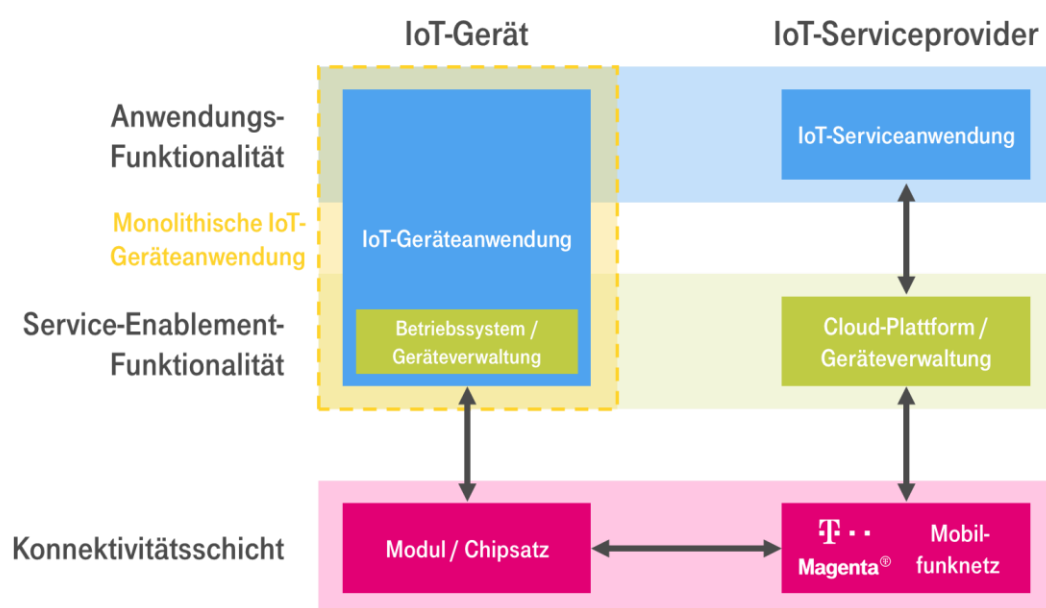 IoT-Gerät
IoT-Serviceprovider
Anwendungs-
Funktionalität
IoT-Serviceanwendung
Monolithische IoT-
Geräteanwendung
IoT-Geräteanwendung
Service-Enablement-
Funktionalität
Betriebssystem /
Geräteverwaltung
Cloud-Plattform /
Geräteverwaltung
Konnektivitätsschicht
Modul / Chipsatz
T
Magenta
Mobil-
funknetz